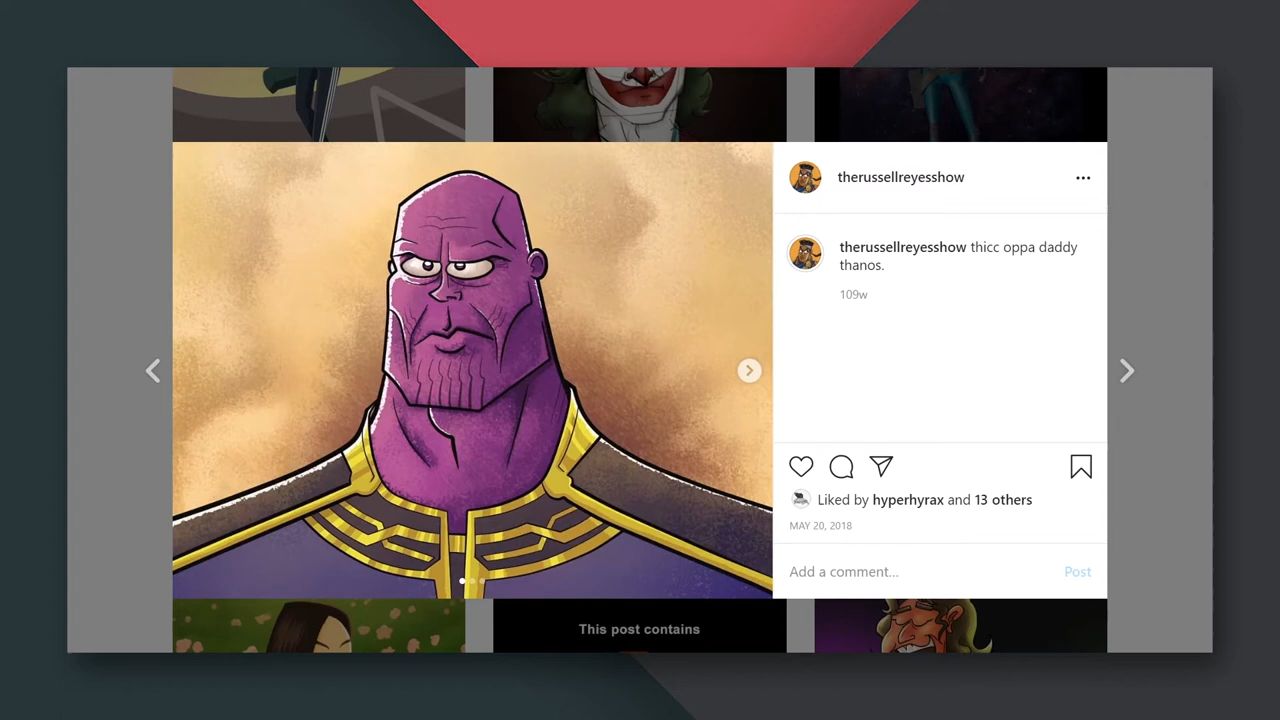 therussellreyesshow
therussellreyesshow thicc oppa daddy
thanos.
109w
Liked by hyperhyrax and 13 others
MAY 20, 2018
Add a comment... Post
This post contains